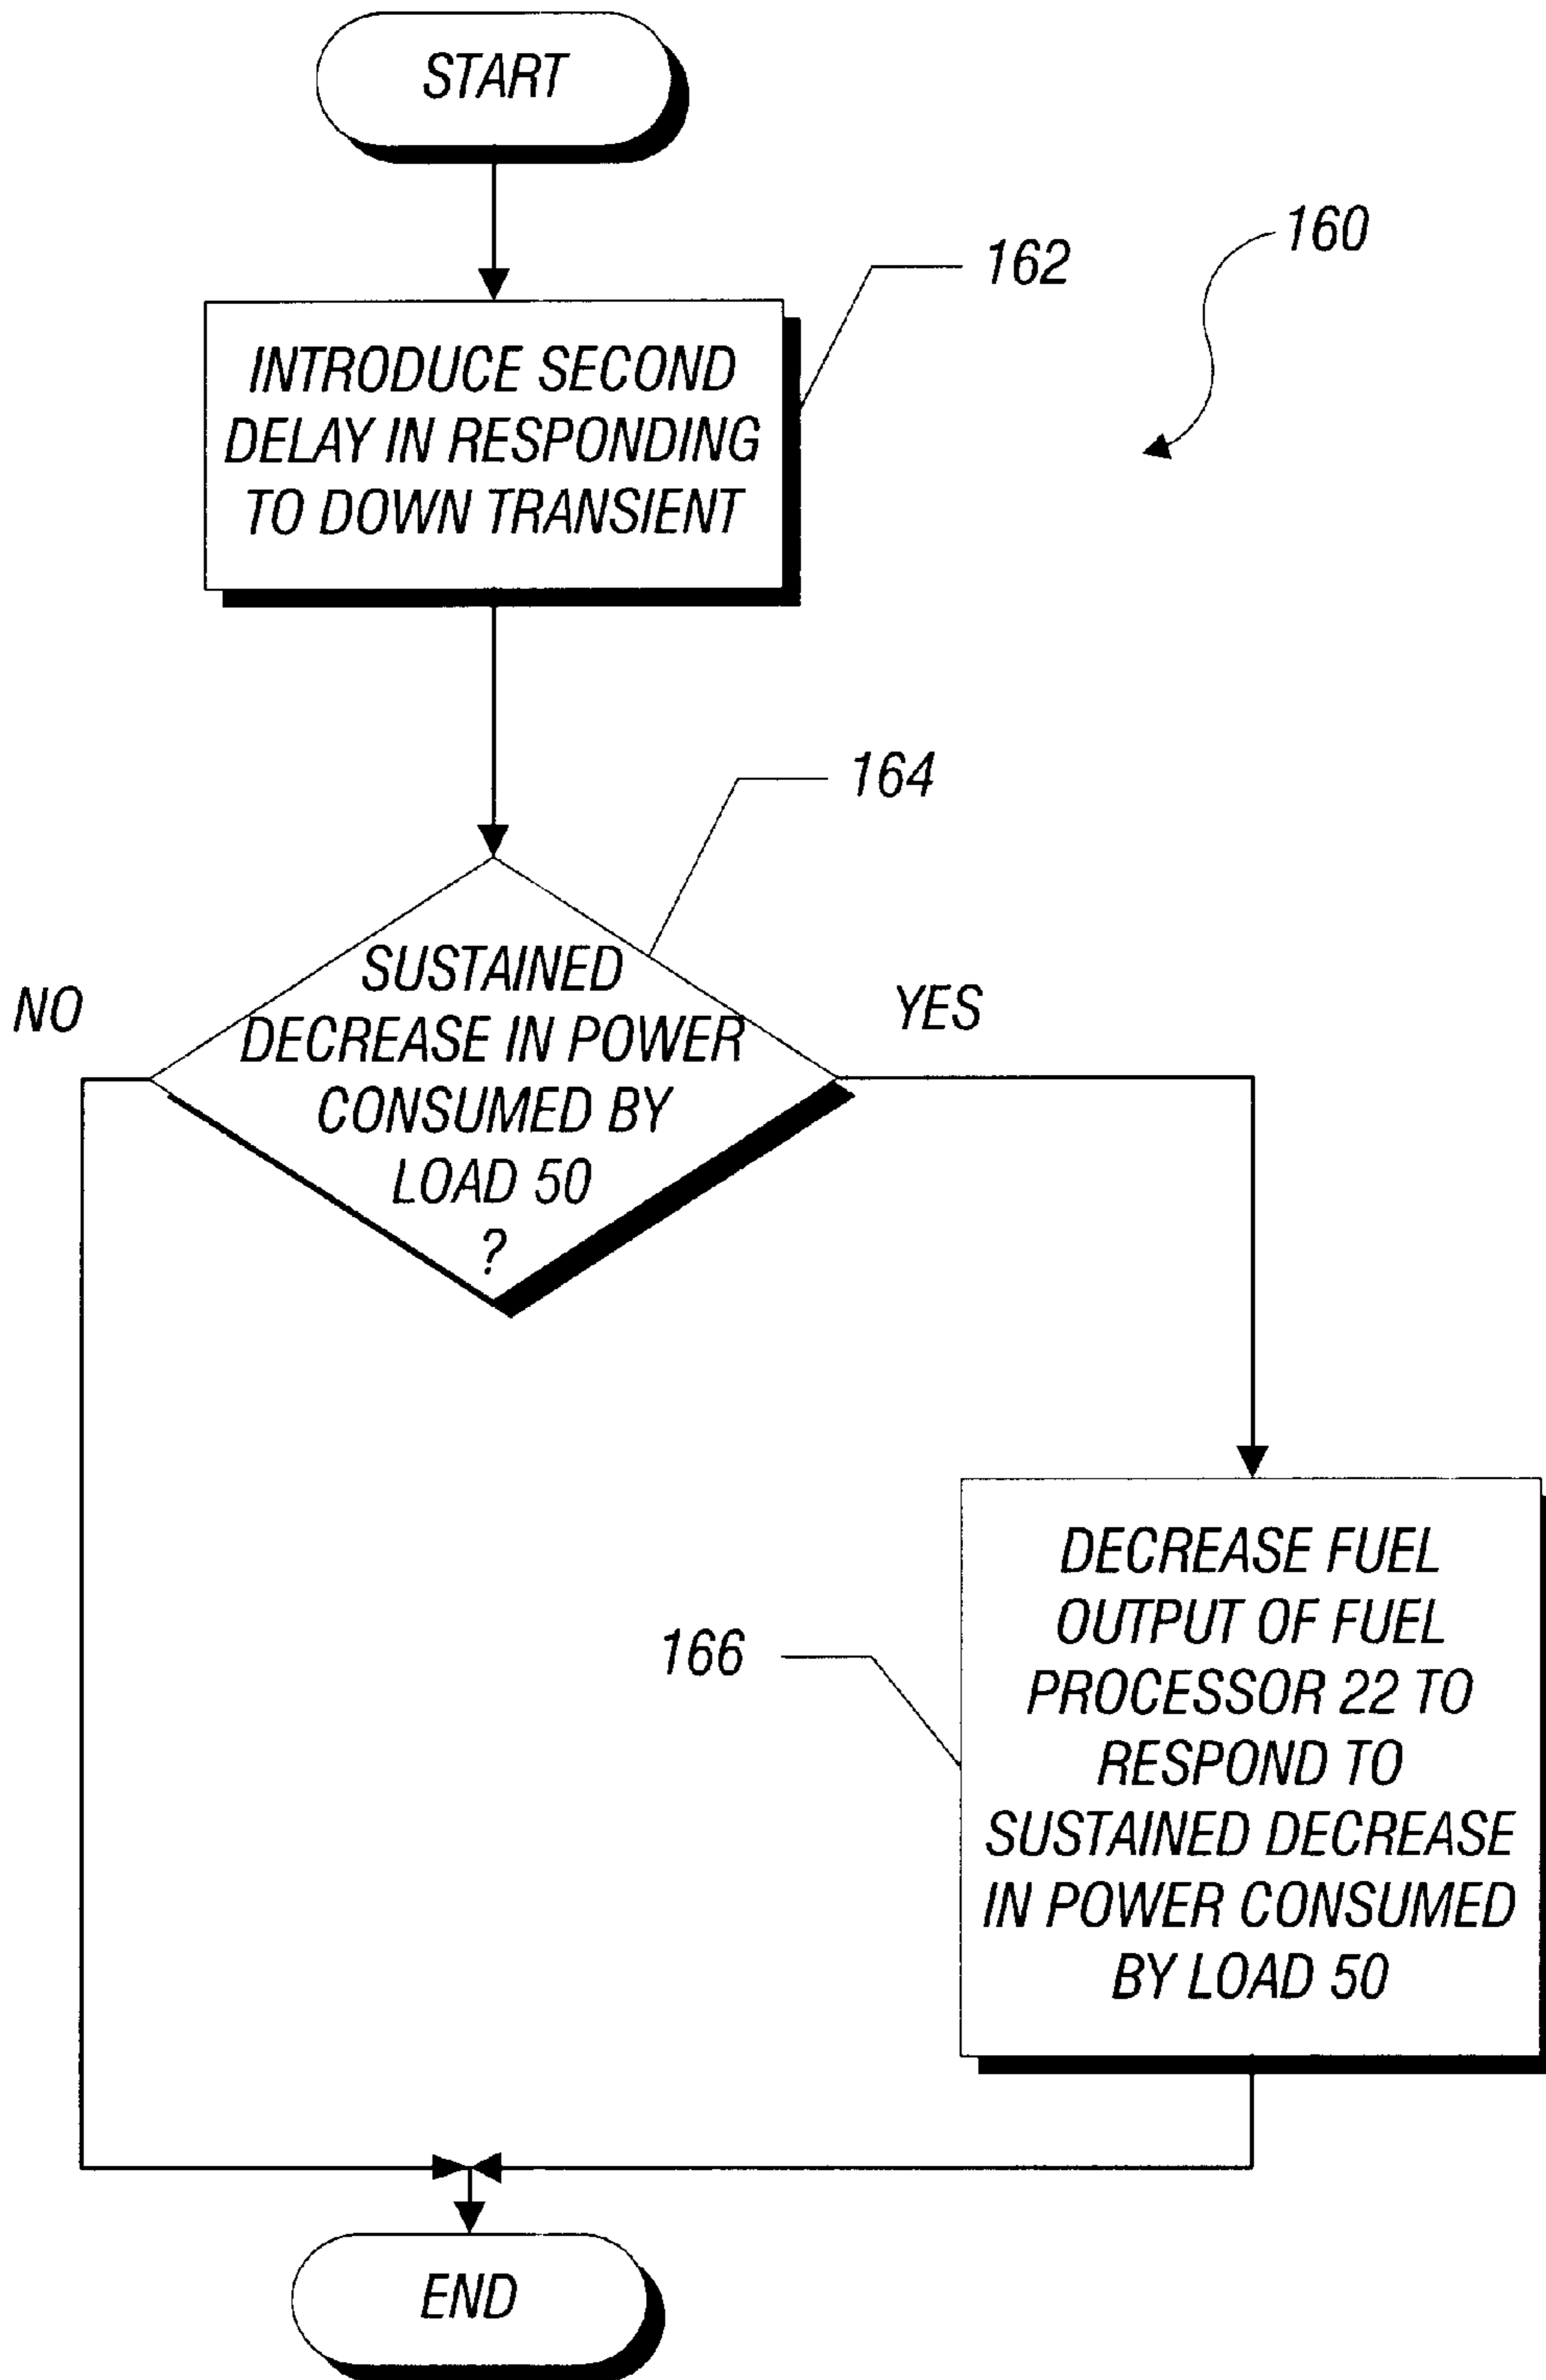 START
160
162
INTRODUCE SECOND
DELAY IN RESPONDING
TO DOWN TRANSIENT
164
SUSTAINED
DECREASE IN POWER
CONSUMED BY
LOAD 50
?
NO
YES
DECREASE FUEL
OUTPUT OF FUEL
PROCESSOR 22 TO
RESPOND TO
SUSTAINED DECREASE
IN POWER CONSUMED
BY LOAD 50
166
END